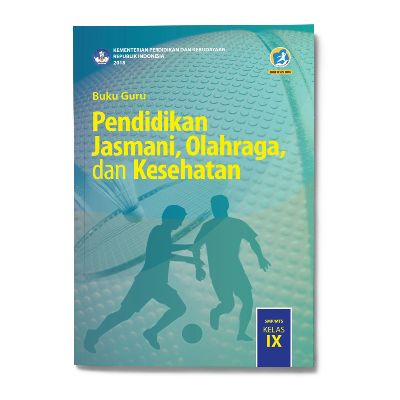 KEMENTERIAN PENDIDIKAN DAN KEBUDAYAAN
REPUBLIK INDONESIA
2018
Buku Guru
Pendidikan
Jasmani, Olahraga,
dan Kesehatan
SMP/MTS
KELAS
IX